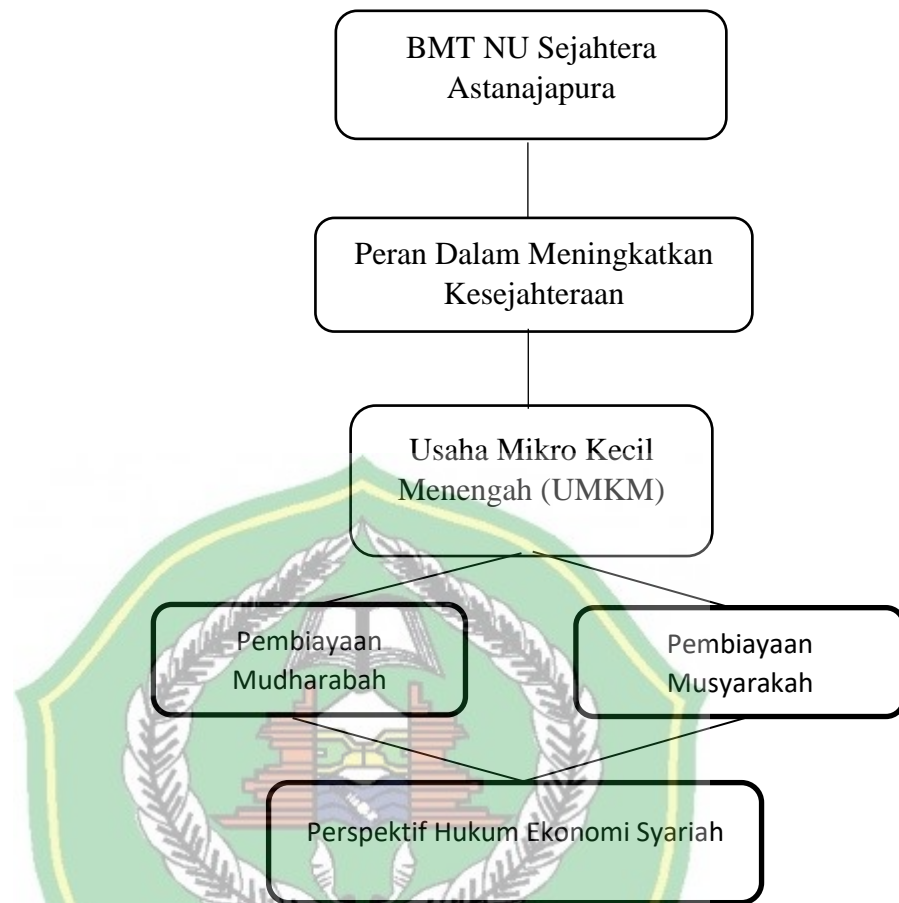 BMT NU Sejahtera
Astanajapura
Peran Dalam Meningkatkan
Kesejahteraan
Usaha Mikro Kecil
Menengah (UMKM)
Pembiayaan
Mudharabah
Pembiayaan
Musyarakah
Perspektif Hukum Ekonomi Syariah